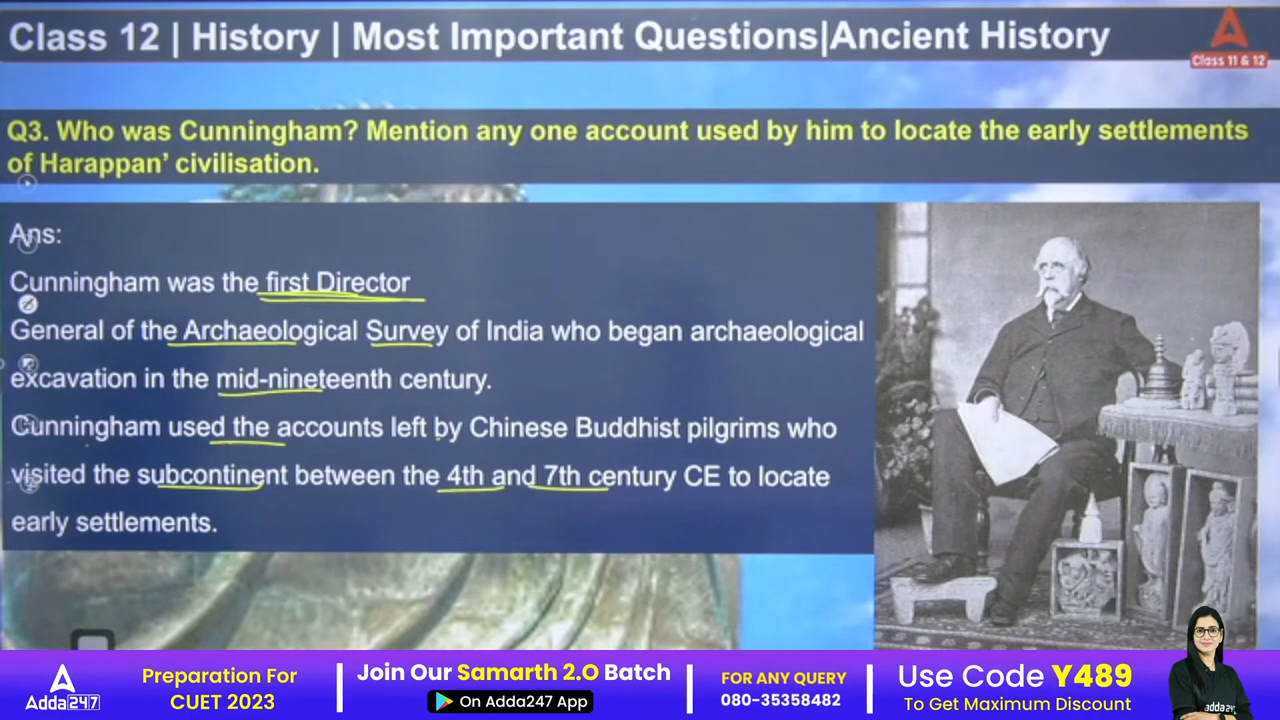 Class 12 | History | Most Important Questions|Ancient History
Class 11 & 12
Q3. Who was Cunningham? Mention any one account used by him to locate the early settlements
of Harappan' civilisation.
Ans:
Cunningham was the first Director
General of the Archaeological Survey of India who began archaeological
excavation in the mid-nineteenth century.
Cunningham used the accounts left by Chinese Buddhist pilgrims who
visited the subcontinent between the 4th and 7th century CE to locate
early settlements.
Adda247
Preparation For
CUET 2023
Join Our Samarth 2.O Batch
On Adda247 App
FOR ANY QUERY
080-35358482
Use Code Y489
To Get Maximum Discount